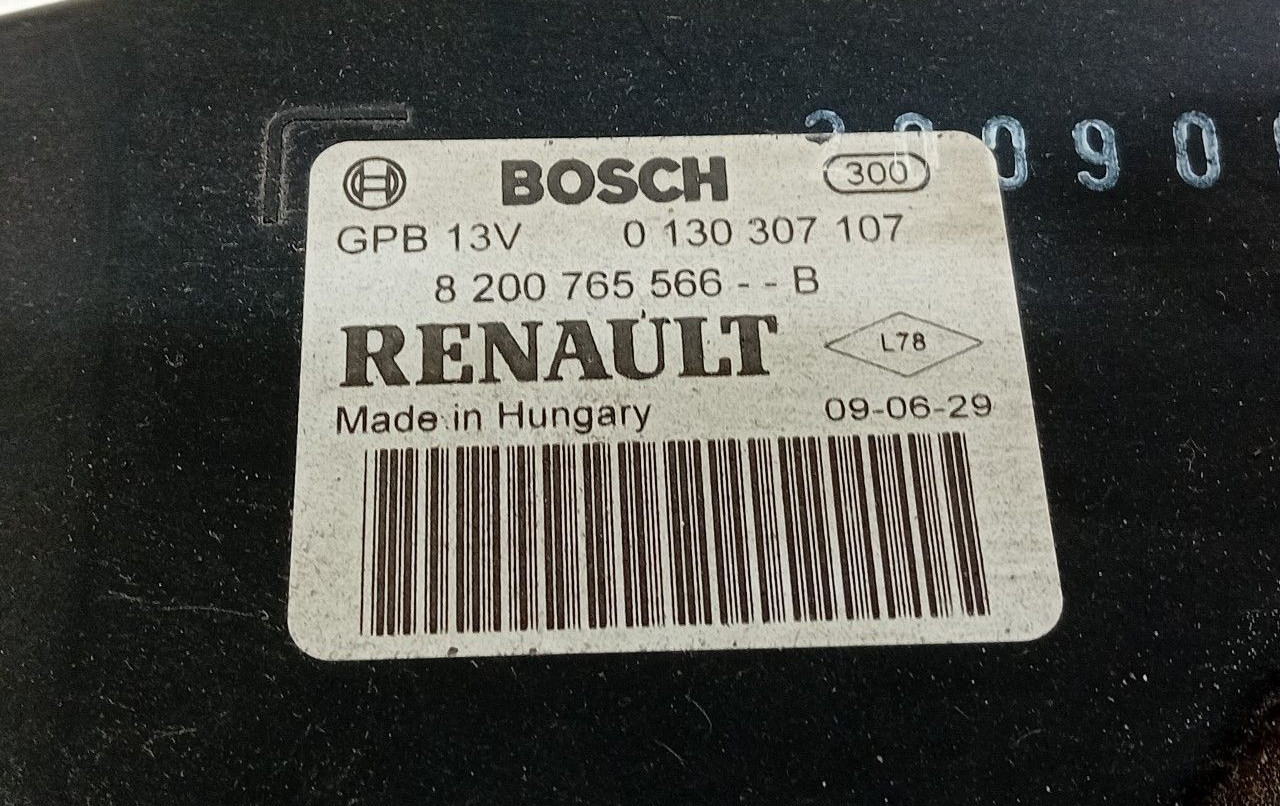 20090
BOSCH 300
GPB 13V 0 130 307 107
8 200 765 566 - - B
RENAULT L78
Made in Hungary 09-06-29